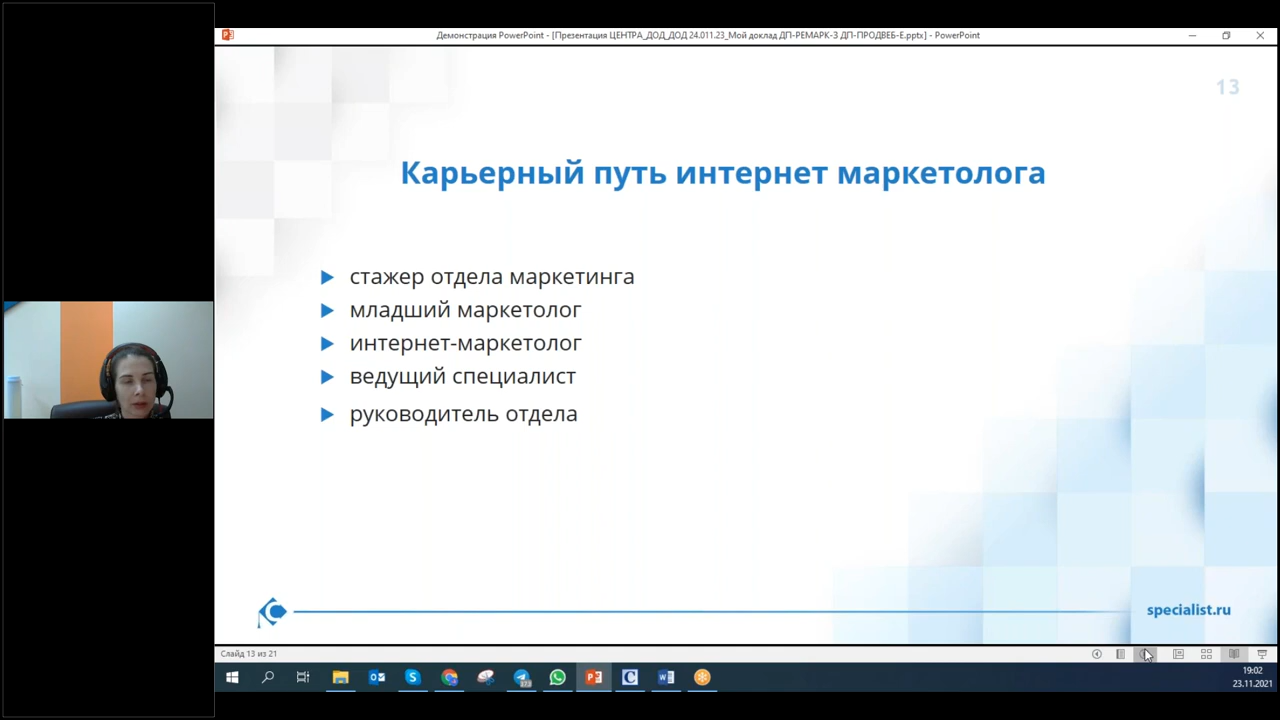 Демонстрация PowerPoint - [Презентация ЦЕНТРА_ДОД_ДОД 24.011.23_Мой доклад ДП-РЕМАРК-3 ДП-ПРОДВЕБ-Е.pptx] - PowerPoint
13
Карьерный путь интернет маркетолога
стажер отдела маркетинга
младший маркетолог
интернет-маркетолог
ведущий специалист
руководитель отдела
specialist.ru
Слайд 13 из 21
19:02
23.11.2021